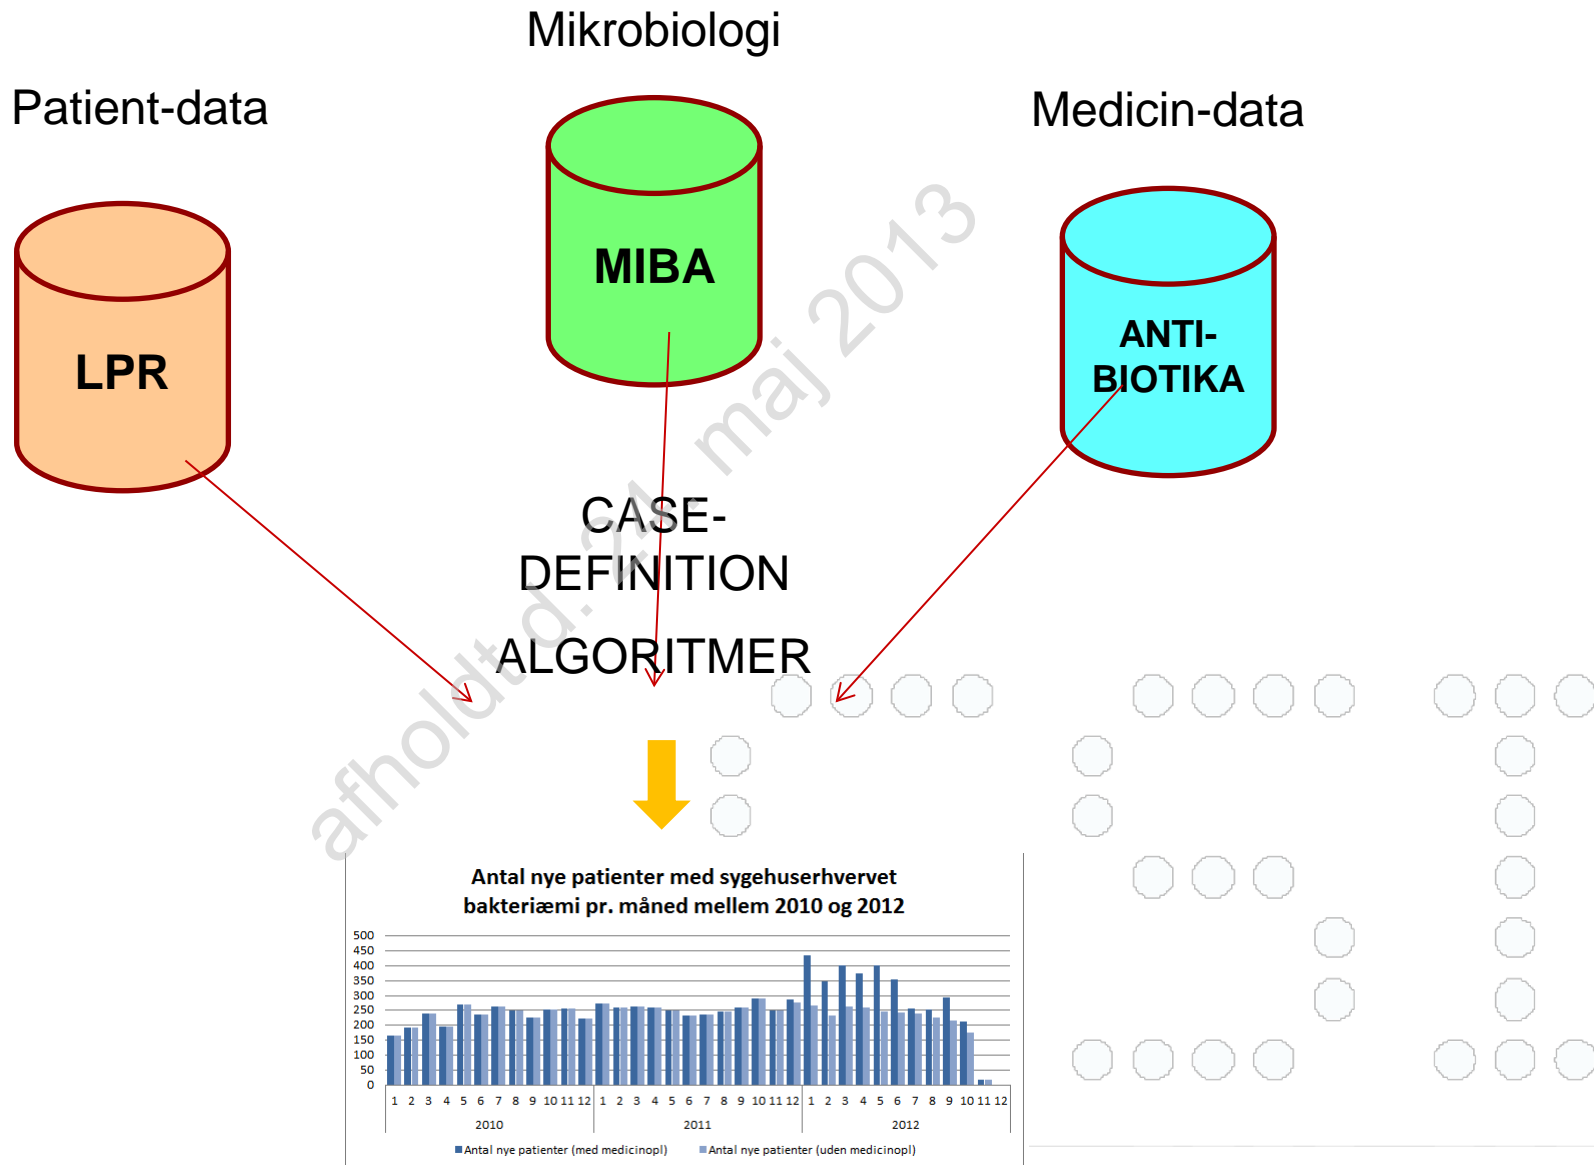 Mikrobiologi
Patient-data
Medicin-data
MIBA
LPR
ANTI-
BIOTIKA
CASE-
DEFINITION
ALGORITMER
afholdt d. 24. maj 2013
Antal nye patienter med sygehuserhvervet
bakteriæmi pr. måned mellem 2010 og 2012
500
450
400
350
300
250
200
150
100
50
0
1 2 3 4 5 6 7 8 9 10 11 12 1 2 3 4 5 6 7 8 9 10 11 12 1 2 3 4 5 6 7 8 9 10 11 12
2010 2011 2012
Antal nye patienter (med medicinopl) Antal nye patienter (uden medicinopl)